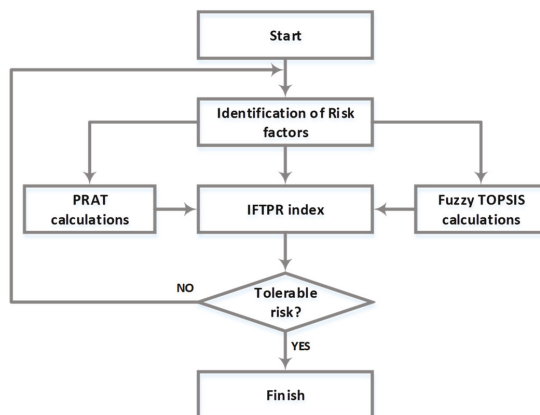 Start
Identification of Risk
factors
PRAT
calculations
IFTPR index
Fuzzy TOPSIS
calculations
NO
Tolerable
risk?
YES
Finish